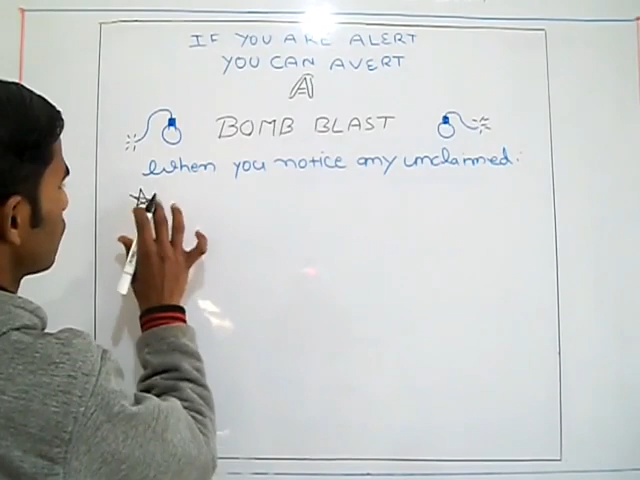 IF YOU ARE ALERT
YOU CAN AVERT
A
BOMB BLAST
When you notice any unclaimed: